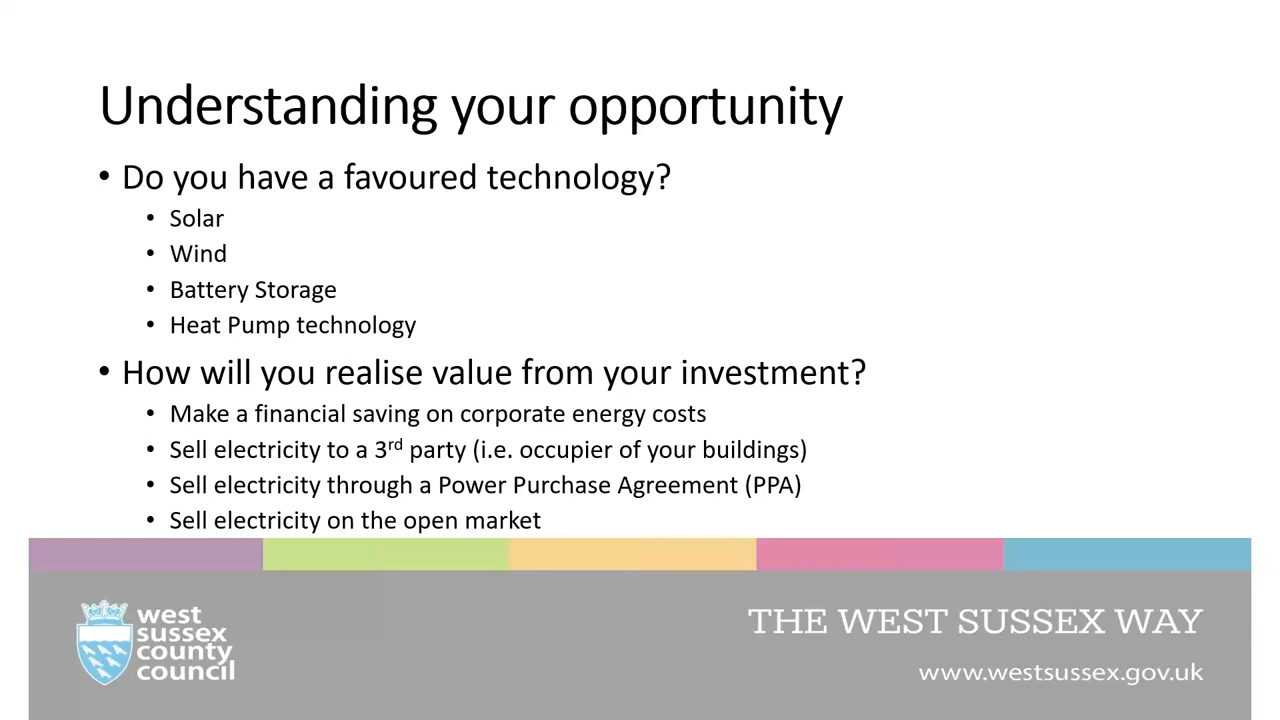 Understanding your opportunity
• Do you have a favoured technology?
• Solar
• Wind
• Battery Storage
• Heat Pump technology
• How will you realise value from your investment?
• Make a financial saving on corporate energy costs
• Sell electricity to a 3rd party (i.e. occupier of your buildings)
• Sell electricity through a Power Purchase Agreement (PPA)
• Sell electricity on the open market
west
sussex
county
council
THE WEST SUSSEX WAY
www.westsussex.gov.uk